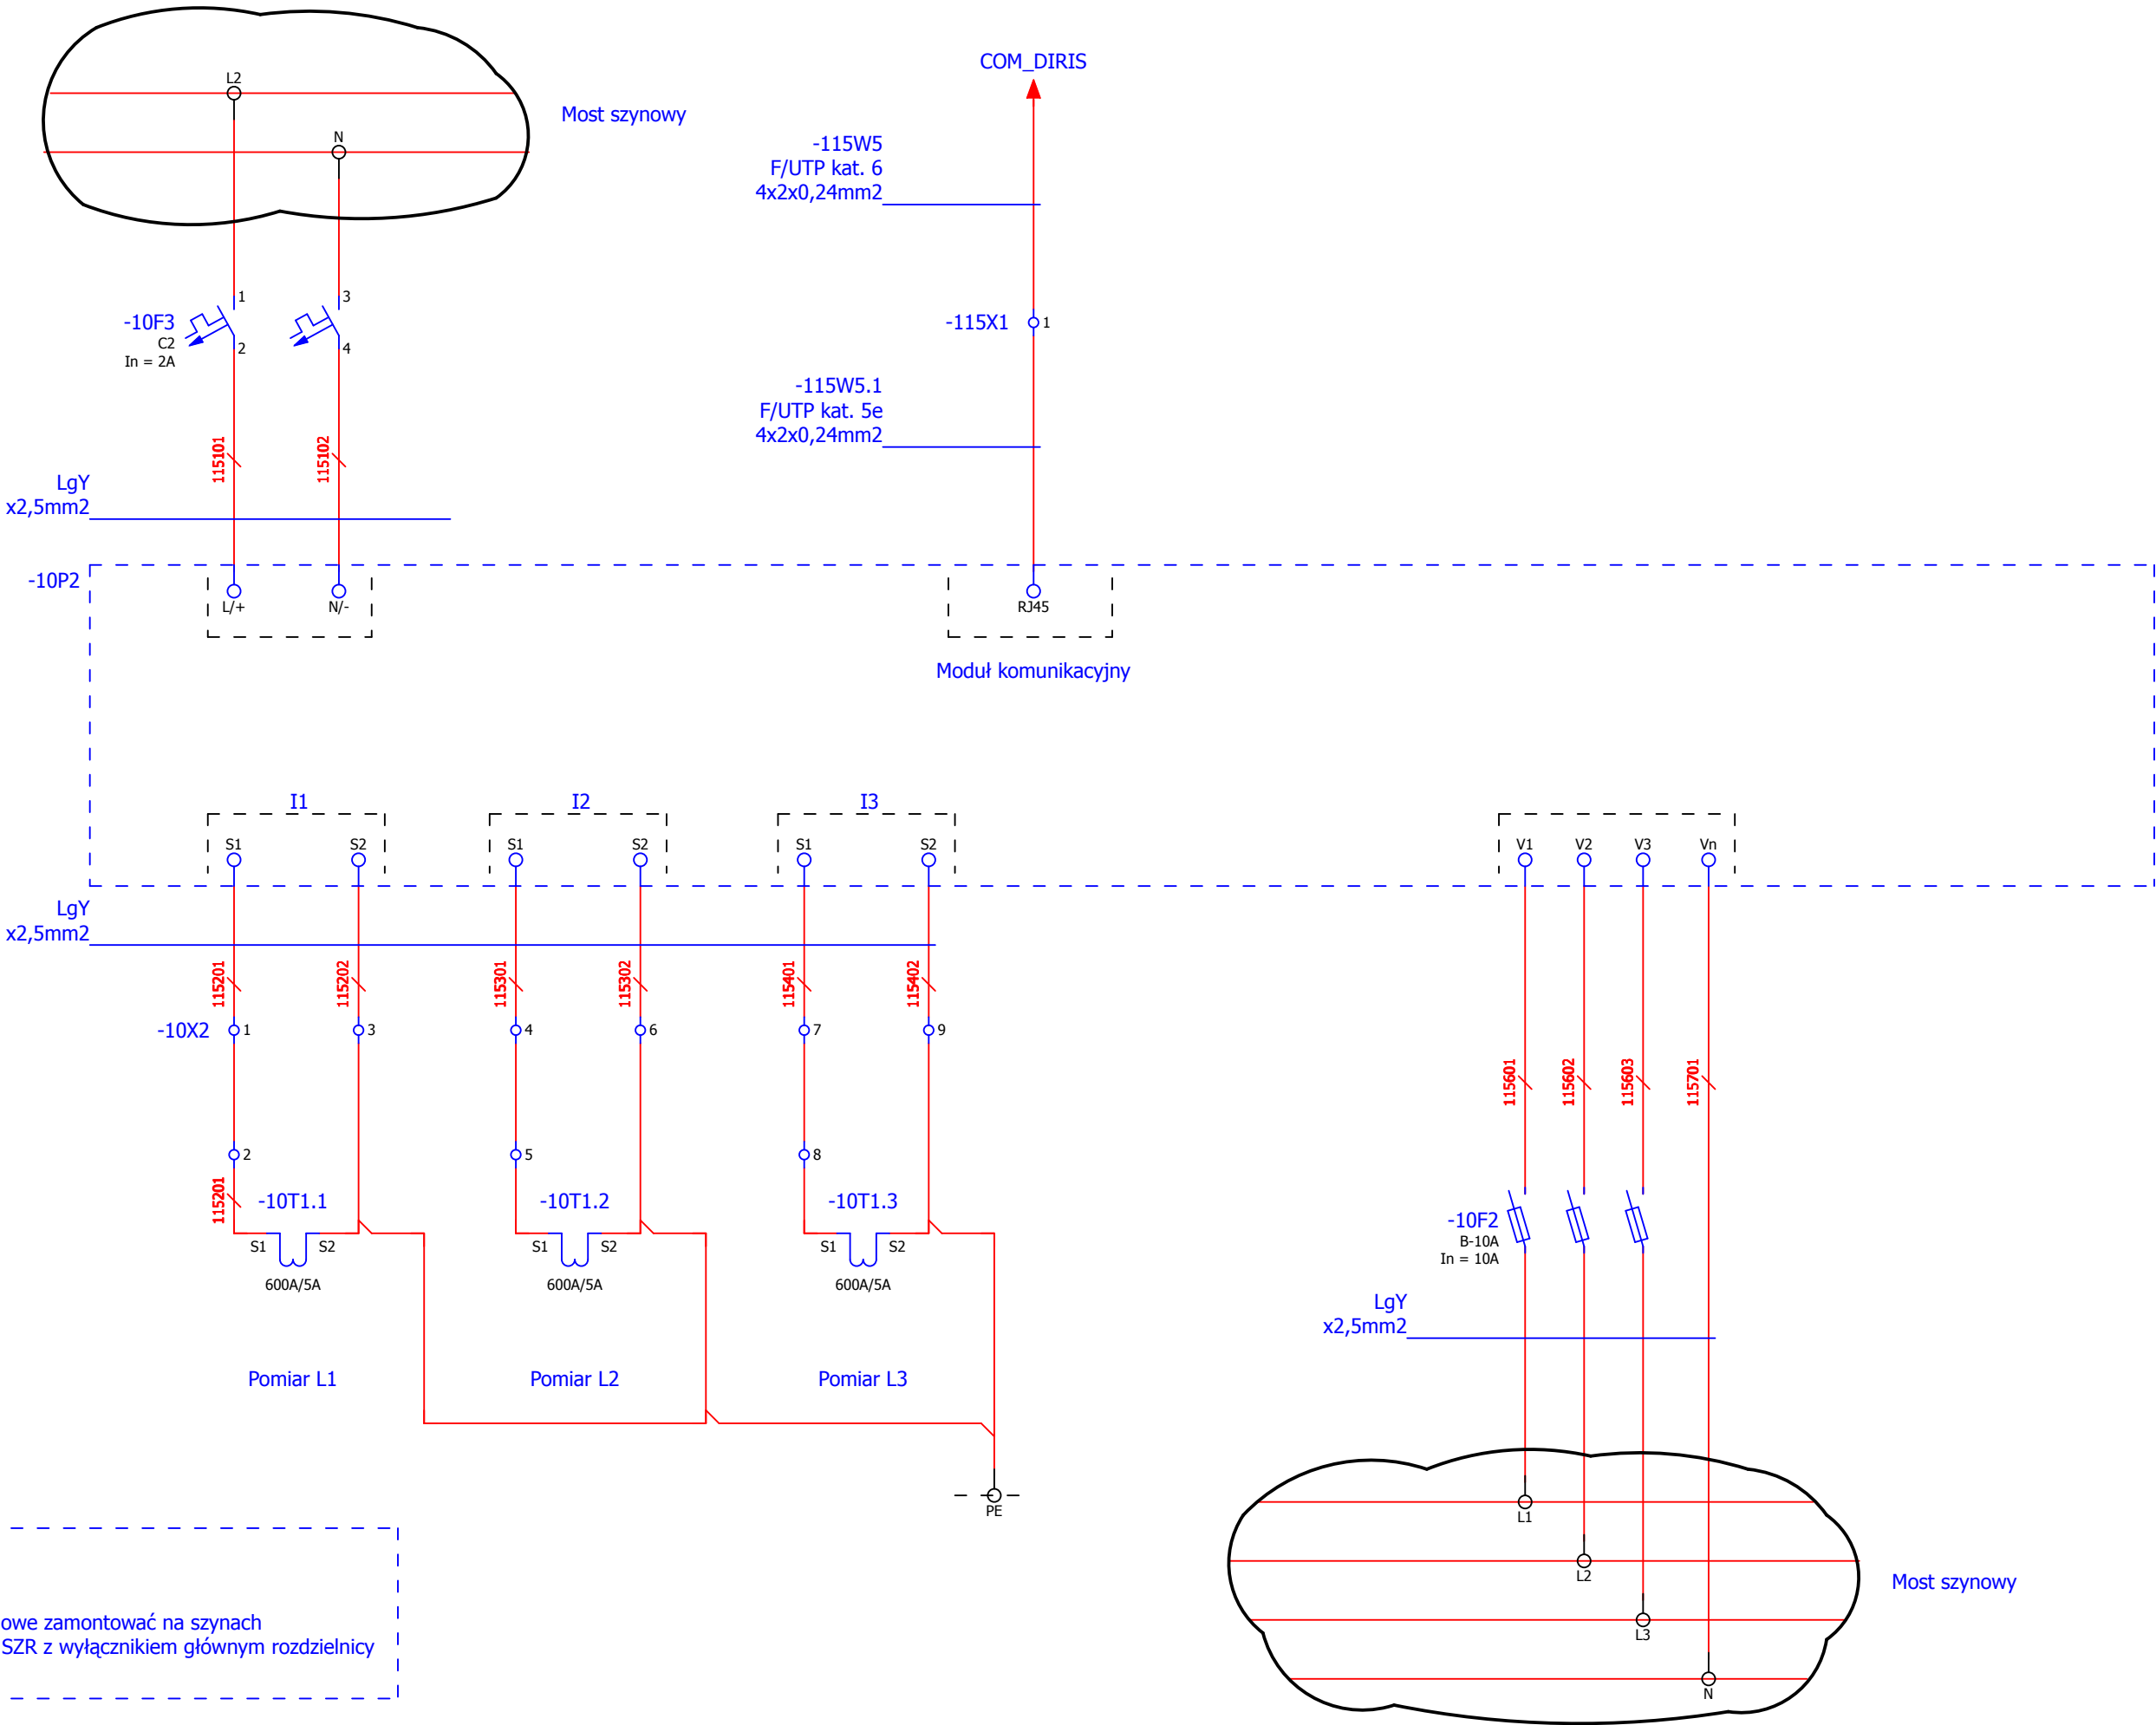 L2
N
Most szynowy
COM_DIRIS
-115W5
F/UTP kat. 6
4x2x0,24mm2
1
3
-10F3
C2
In = 2A
2
4
-115X1
1
-115W5.1
F/UTP kat. 5e
4x2x0,24mm2
115101
115102
LgY
x2,5mm2
-10P2
L/+
N/-
RJ45
Moduł komunikacyjny
I1
I2
I3
S1
S2
S1
S2
S1
S2
V1
V2
V3
Vn
LgY
x2,5mm2
115201
115202
115301
115302
115401
115402
-10X2
1
3
4
6
7
9
115601
115602
115603
115701
2
5
8
115201
-10T1.1
-10T1.2
-10T1.3
S1
S2
S1
S2
S1
S2
600A/5A
600A/5A
600A/5A
-10F2
B-10A
In = 10A
LgY
x2,5mm2
Pomiar L1
Pomiar L2
Pomiar L3
PE
L1
L2
L3
N
Most szynowy
owe zamontować na szynach
SZR z wyłącznikiem głównym rozdzielnicy